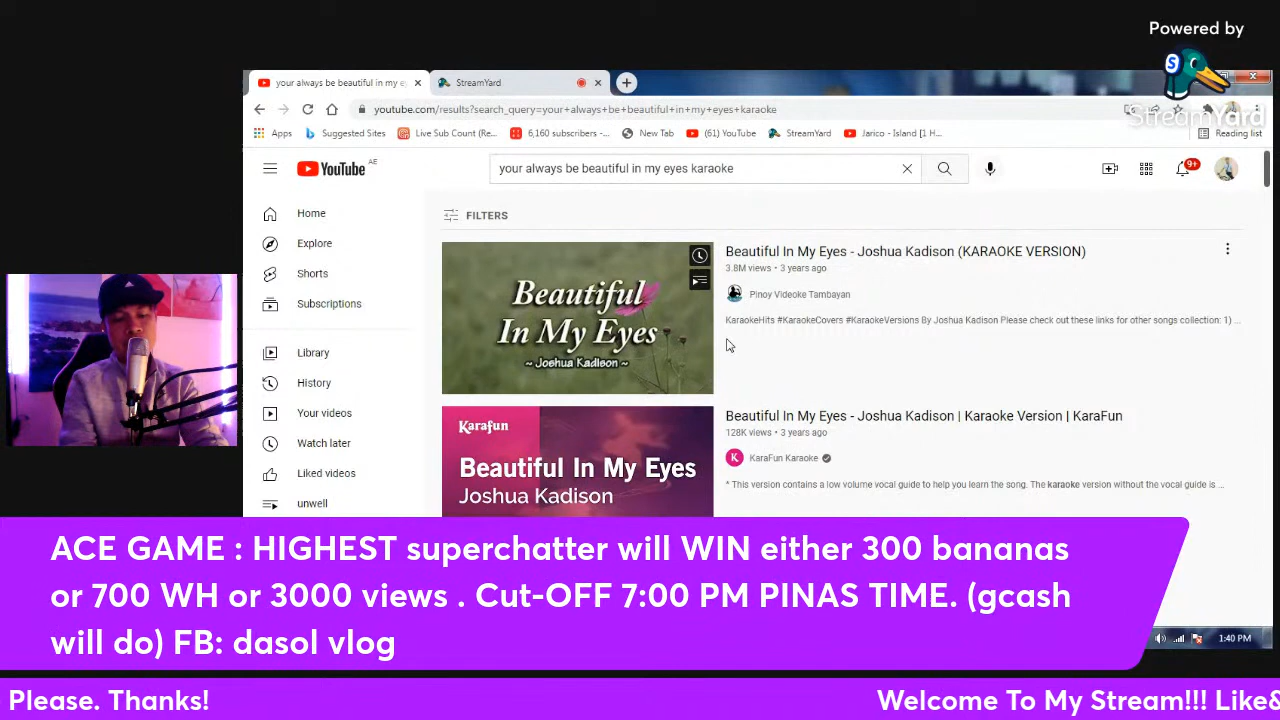 Powered by
StreamYard
your always be beautiful in my e
StreamYard
youtube.com/results?search_query=your+always+be+beautiful+in+my+eyes+karaoke
Apps
Suggested Sites
Live Sub Count (Re...
6,160 subscribers -...
New Tab
(61) YouTube
StreamYard
Jarico - Island [1 H...
Reading list
YouTube AE
your always be beautiful in my eyes karaoke
9+
Home
Explore
Shorts
Subscriptions
Library
History
Your videos
Watch later
Liked videos
unwell
FILTERS
Beautiful
In My Eyes
~ Joshua Kadison ~
Beautiful In My Eyes - Joshua Kadison (KARAOKE VERSION)
3.8M views • 3 years ago
Pinoy Videoke Tambayan
KaraokeHits #KaraokeCovers #KaraokeVersions By Joshua Kadison Please check out these links for other songs collection: 1) ...
Karafun
Beautiful In My Eyes
Joshua Kadison
Beautiful In My Eyes - Joshua Kadison | Karaoke Version | KaraFun
128K views • 3 years ago
K
KaraFun Karaoke
* This version contains a low volume vocal guide to help you learn the song. The karaoke version without the vocal guide is ...
1:40 PM
ACE GAME : HIGHEST superchatter will WIN either 300 bananas
or 700 WH or 3000 views . Cut-OFF 7:00 PM PINAS TIME. (gcash
will do) FB: dasol vlog
Please. Thanks!
Welcome To My Stream!!! Like&